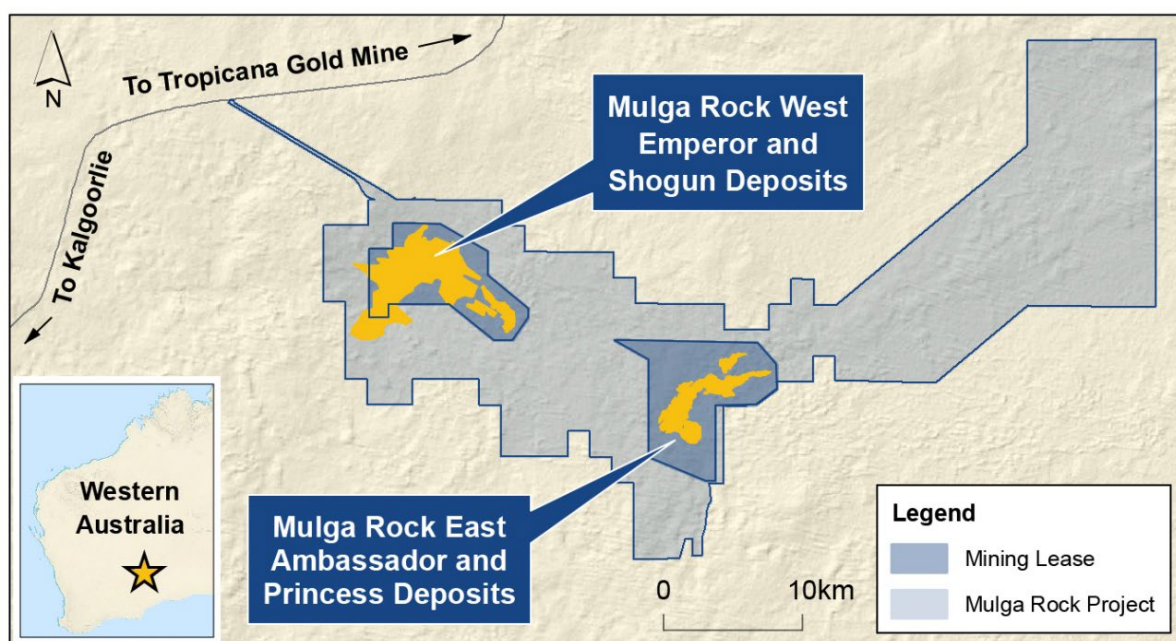 To Tropicana Gold Mine
N
To Kalgoorlie
Mulga Rock West
Emperor and
Shogun Deposits
Mulga Rock East
Ambassador and
Princess Deposits
Western
Australia
0 10km
Legend
Mining Lease
Mulga Rock Project